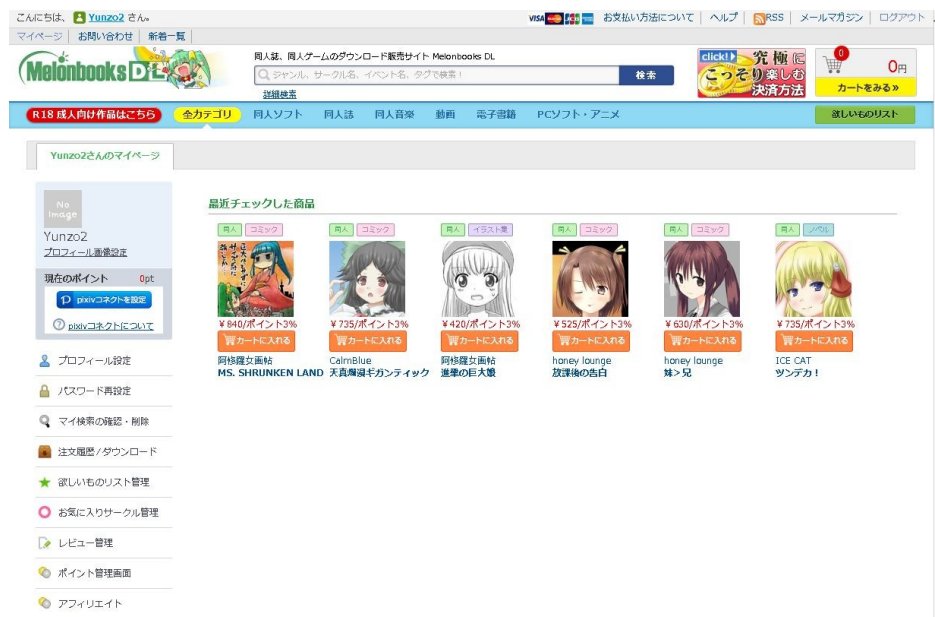 こんにちは、 Yunzo2 さん。
VISA お支払い方法について ヘルプ RSS メールマガジン ログアウト
マイページ お問い合わせ 新着一覧
Melonbooks DL
同人誌、同人ゲームのダウンロード販売サイト Melonbooks DL
ジャンル、サークル名、イベント名、タグで検索！ 検索
詳細検索
click!
究極に
こっそり楽しむ
決済方法
0
0円
カートをみる»
R18 成人向け作品はこちら 全カテゴリ 同人ソフト 同人誌 同人音楽 動画 電子書籍 PCソフト・アニメ 欲しいものリスト
Yunzo2さんのマイページ
No
Image
Yunzo2
プロフィール画像設定
現在のポイント 0pt
pixivコネクトを設定
pixivコネクトについて
プロフィール設定
パスワード再設定
マイ検索の確認・削除
注文履歴/ダウンロード
欲しいものリスト管理
お気に入りサークル管理
レビュー管理
ポイント管理画面
アフィリエイト
最近チェックした商品
同人 コミック 同人 コミック 同人 イラスト集 同人 コミック 同人 コミック 同人 ノベル
￥840/ポイント3% ￥735/ポイント3% ￥420/ポイント3% ￥525/ポイント3% ￥630/ポイント3% ￥735/ポイント3%
カートに入れる カートに入れる カートに入れる カートに入れる カートに入れる カートに入れる
阿修羅女画帖 CalmBlue 阿修羅女画帖 honey lounge honey lounge ICE CAT
MS. SHRUNKEN LAND 天真爛漫ギガンティック 進撃の巨大娘 放課後の告白 妹＞兄 ツンデカ！